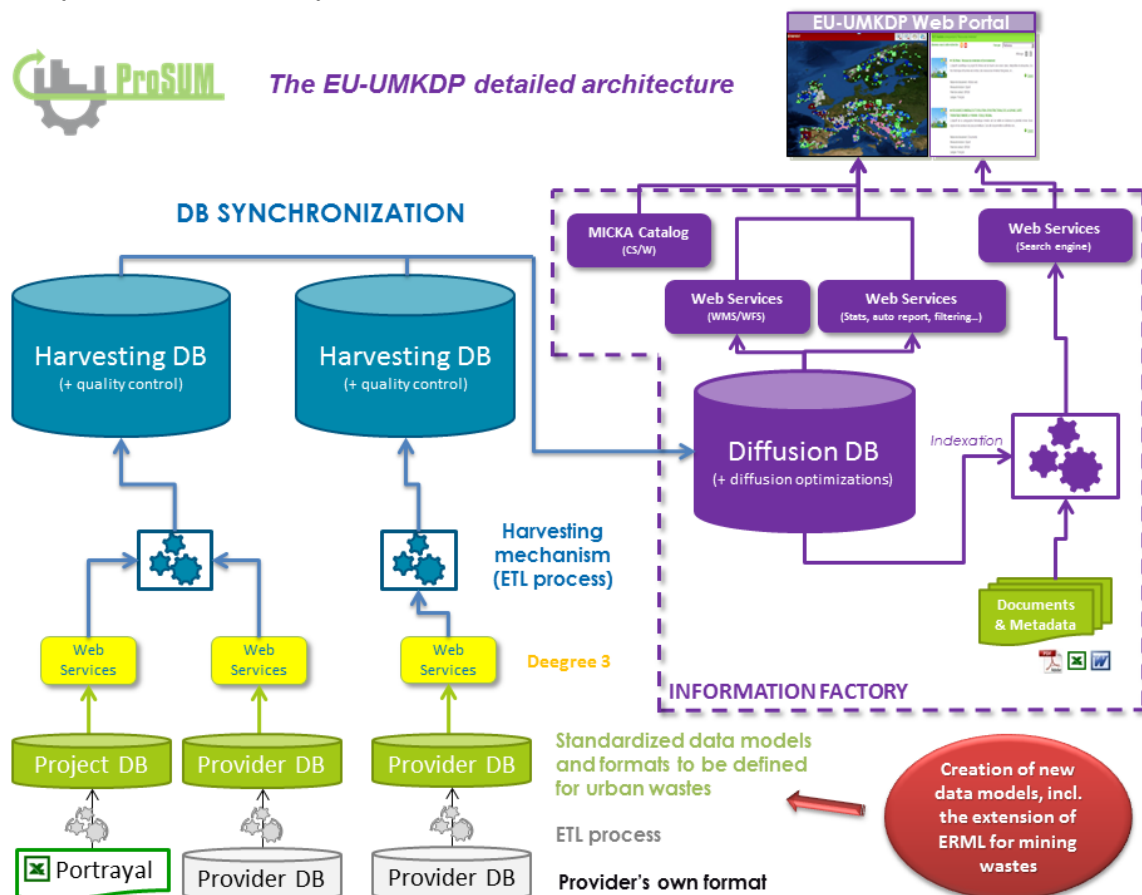 EU-UMKDP Web Portal
ProSUM
The EU-UMKDP detailed architecture
DB SYNCHRONIZATION
MICKA Catalog
(CS/W)
Web Services
(Search engine)
Web Services
(WMS/WFS)
Web Services
(Stats, auto report, filtering...)
Harvesting DB
(+ quality control)
Harvesting DB
(+ quality control)
Diffusion DB
(+ diffusion optimizations)
Indexation
Harvesting
mechanism
(ETL process)
Documents
& Metadata
Web
Services
Web
Services
Web
Services
Deegree 3
INFORMATION FACTORY
Project DB
Provider DB
Provider DB
Standardized data models
and formats to be defined
for urban wastes
Creation of new
data models, incl.
the extension of
ERML for mining
wastes
ETL process
Portrayal
Provider DB
Provider DB
Provider's own format